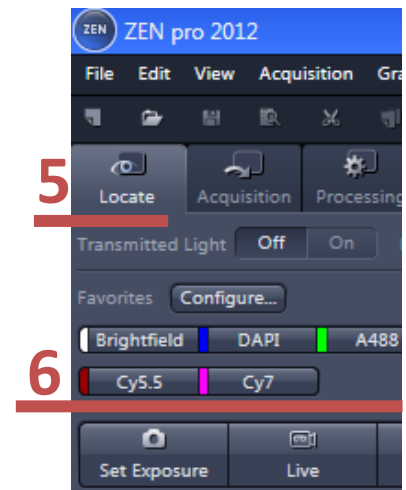 ZEN ZEN pro 2012
File Edit View Acquisition Gra
5
Locate Acquisition Processing
Transmitted Light Off On
Favorites Configure...
Brightfield DAPI A488
6 Cy5.5 Cy7
Set Exposure Live